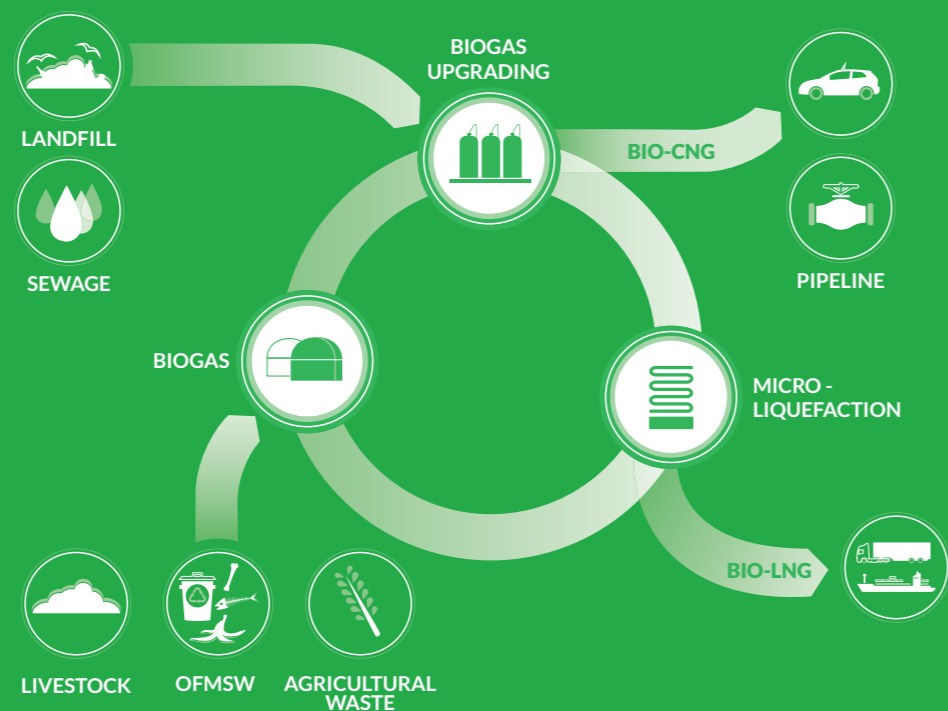 BIOGAS
UPGRADING
LANDFILL
BIO-CNG
SEWAGE
PIPELINE
BIOGAS
MICRO -
LIQUEFACTION
BIO-LNG
LIVESTOCK
OFMSW
AGRICULTURAL
WASTE